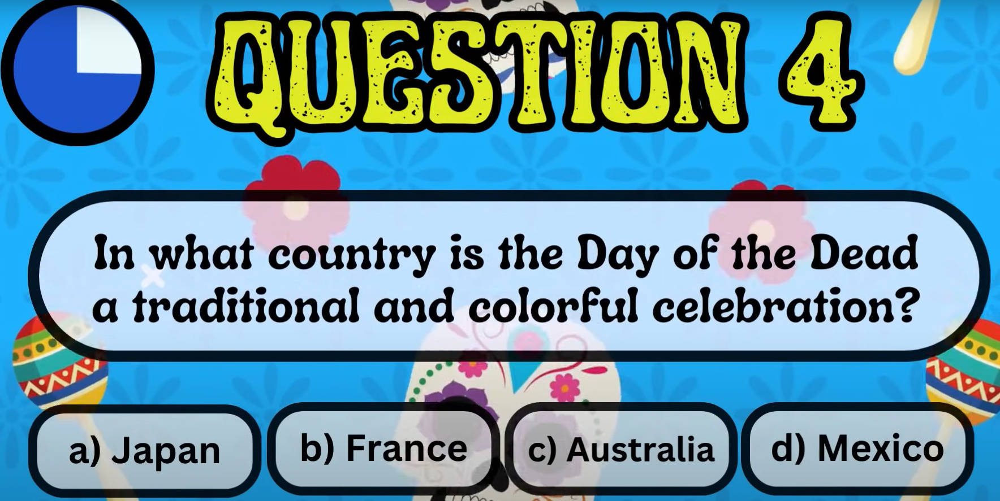 QUESTION 4
In what country is the Day of the Dead
a traditional and colorful celebration?
a) Japan
b) France
c) Australia
d) Mexico